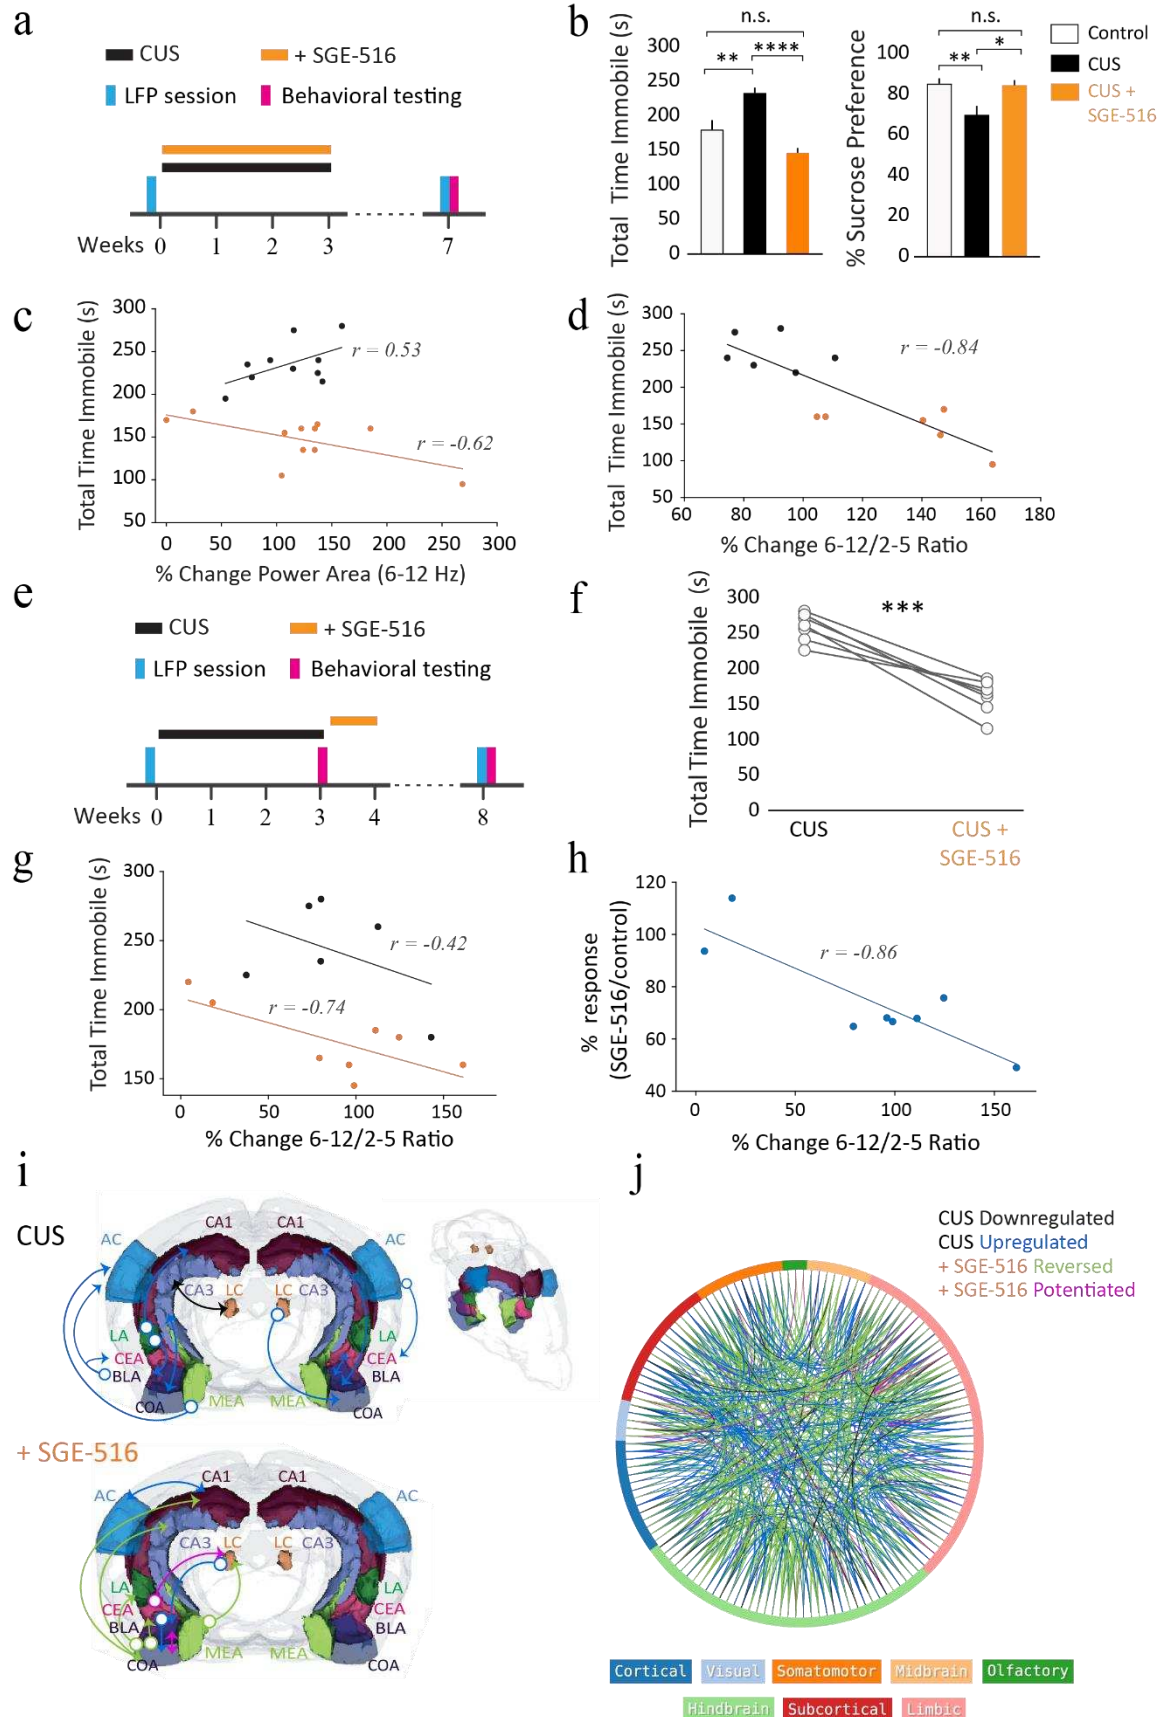 a
CUS
+ SGE-516
LFP session
Behavioral testing
Weeks 0 1 2 3 7
b
n.s.
** ****
Total Time Immobile (s)
300
250
200
150
200
50
0
n.s.
** *
% Sucrose Preference
100
80
60
40
20
0
Control
CUS
CUS +
SGE-516
c
Total Time Immobile (s)
300
250
200
150
100
50
r = 0.53
r = -0.62
0 50 100 150 200 250 300
% Change Power Area (6-12 Hz)
d
Total Time Immobile (s)
300
250
200
150
100
50
r = -0.84
60 80 100 120 140 160 180
% Change 6-12/2-5 Ratio
e
CUS
+ SGE-516
LFP session
Behavioral testing
Weeks 0 1 2 3 4 8
f
Total Time Immobile (s)
300
250
200
150
100
50
0
***
CUS
CUS +
SGE-516
g
Total Time Immobile (s)
300
250
200
150
r = -0.42
r = -0.74
0 50 100 150
% Change 6-12/2-5 Ratio
h
% response
(SGE-516/control)
120
100
80
60
40
r = -0.86
0 50 100 150
% Change 6-12/2-5 Ratio
i
CUS
CA1 CA1
AC AC
CA3 LC LC CA3
LA LA
CEA CEA
BLA BLA
MEA MEA
COA COA
+ SGE-516
CA1
AC AC
CA3 LC LC CA3
LA LA
CEA CEA
BLA BLA
MEA MEA
COA COA
j
CUS Downregulated
CUS Upregulated
+ SGE-516 Reversed
+ SGE-516 Potentiated
Cortical Visual Somatomotor Midbrain Olfactory
Hindbrain Subcortical Limbic